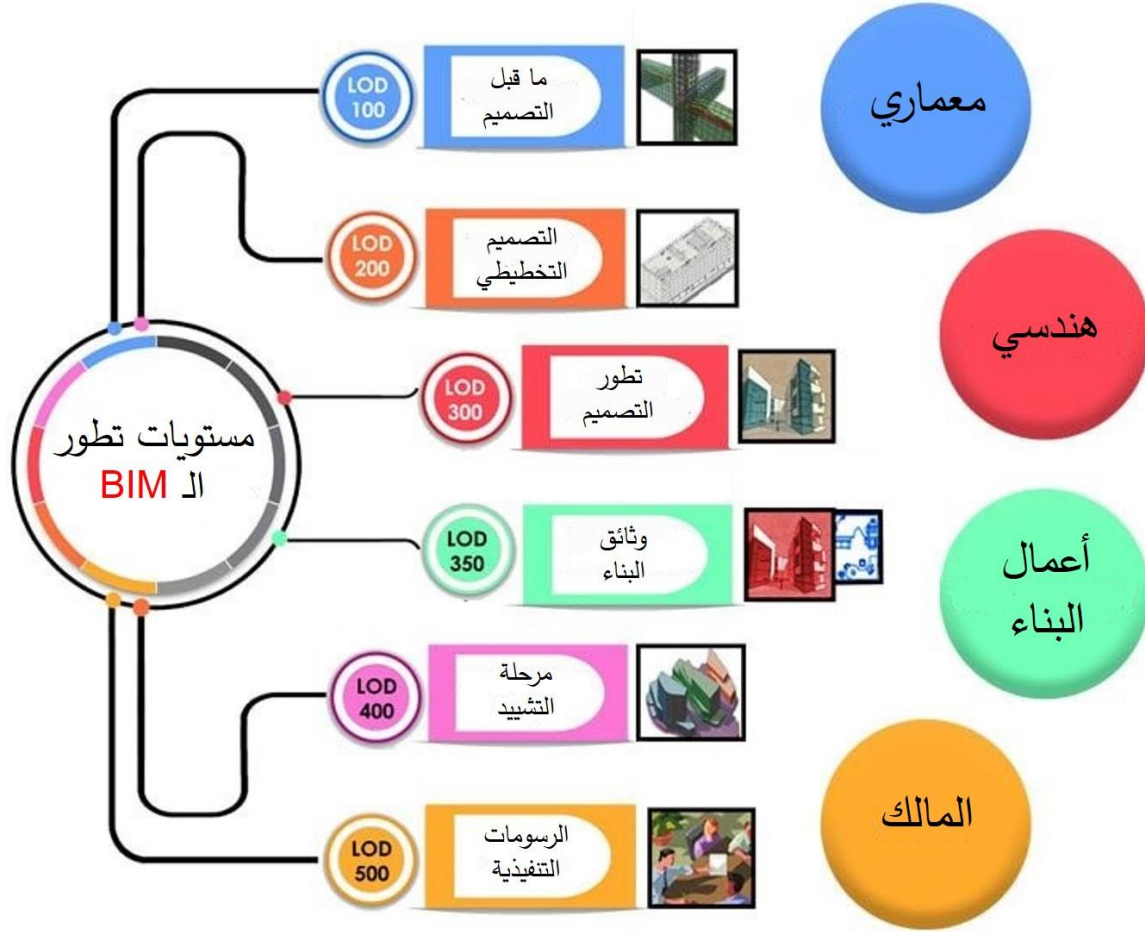 LOD
100
ما قبل
التصميم
معماري
LOD
200
التصميم
التخطيطي
هندسي
LOD
300
تطور
التصميم
مستويات تطور
الـ BIM
LOD
350
وثائق
البناء
أعمال
البناء
LOD
400
مرحلة
التشييد
المالك
LOD
500
الرسومات
التنفيذية